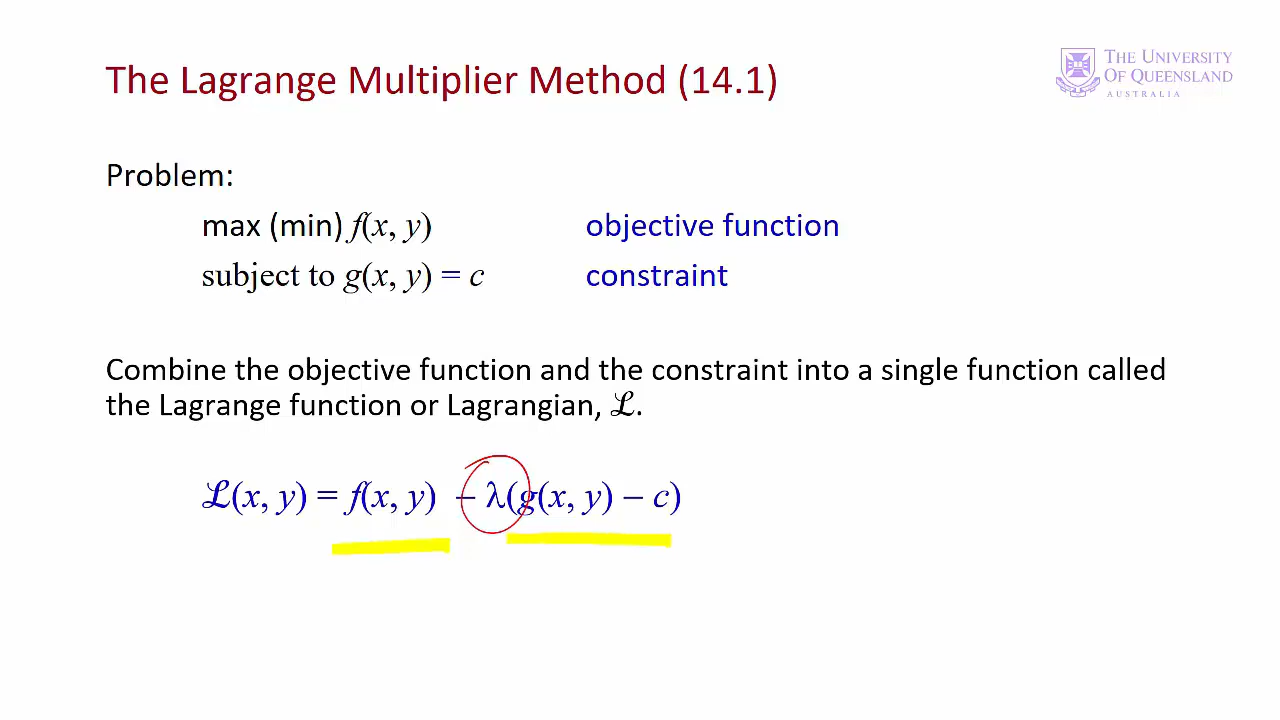 The Lagrange Multiplier Method (14.1)
THE UNIVERSITY
OF QUEENSLAND
AUSTRALIA
Problem:
max (min) f(x, y) objective function
subject to g(x, y) = c constraint
Combine the objective function and the constraint into a single function called
the Lagrange function or Lagrangian, ℒ.
ℒ(x, y) = f(x, y) − λ(g(x, y) − c)